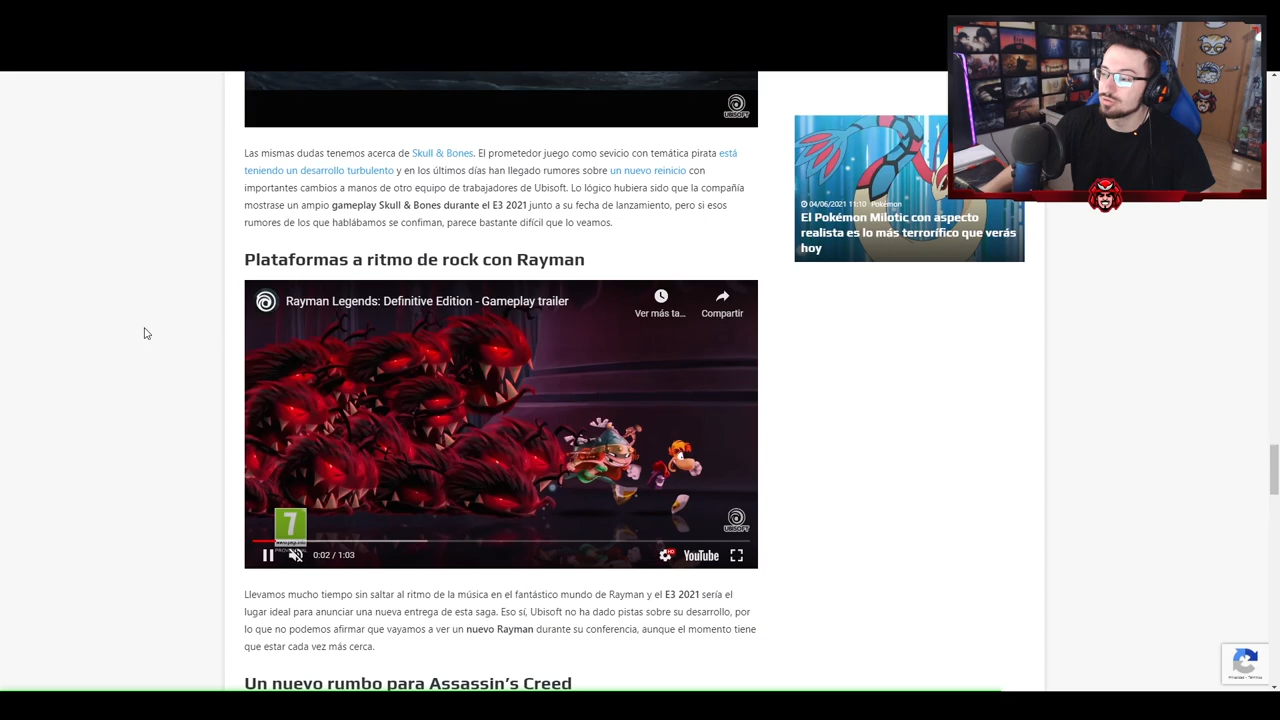 UBISOFT
Las mismas dudas tenemos acerca de Skull & Bones. El prometedor juego como sevicio con temática pirata está
teniendo un desarrollo turbulento y en los últimos días han llegado rumores sobre un nuevo reinicio con
importantes cambios a manos de otro equipo de trabajadores de Ubisoft. Lo lógico hubiera sido que la compañía
mostrase un ampio gameplay Skull & Bones durante el E3 2021 junto a su fecha de lanzamiento, pero si esos
rumores de los que hablábamos se confiman, parece bastante difícil que lo veamos.
Plataformas a ritmo de rock con Rayman
Rayman Legends: Definitive Edition - Gameplay trailer
Ver más ta...
Compartir
7
UBISOFT
0:02 / 1:03
HD
YouTube
Llevamos mucho tiempo sin saltar al ritmo de la música en el fantástico mundo de Rayman y el E3 2021 sería el
lugar ideal para anunciar una nueva entrega de esta saga. Eso sí, Ubisoft no ha dado pistas sobre su desarrollo, por
lo que no podemos afirmar que vayamos a ver un nuevo Rayman durante su conferencia, aunque el momento tiene
que estar cada vez más cerca.
Un nuevo rumbo para Assassin's Creed
04/06/2021 11:10 Pokémon
El Pokémon Milotic con aspecto
realista es lo más terrorífico que verás
hoy
Privacidad - Términos